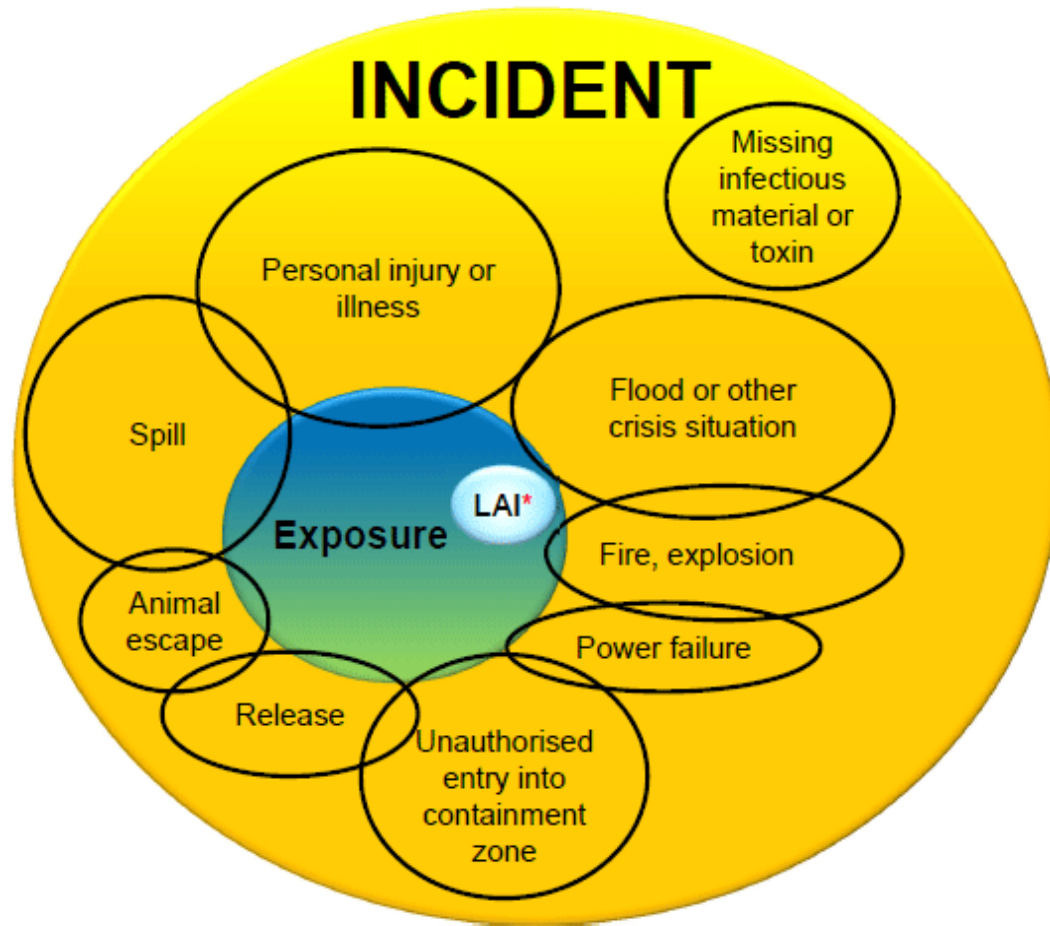 INCIDENT
Missing
infectious
material or
toxin
Personal injury or
illness
Flood or other
crisis situation
Spill
LAI*
Exposure
Fire, explosion
Animal
escape
Power failure
Release
Unauthorised
entry into
containment
zone